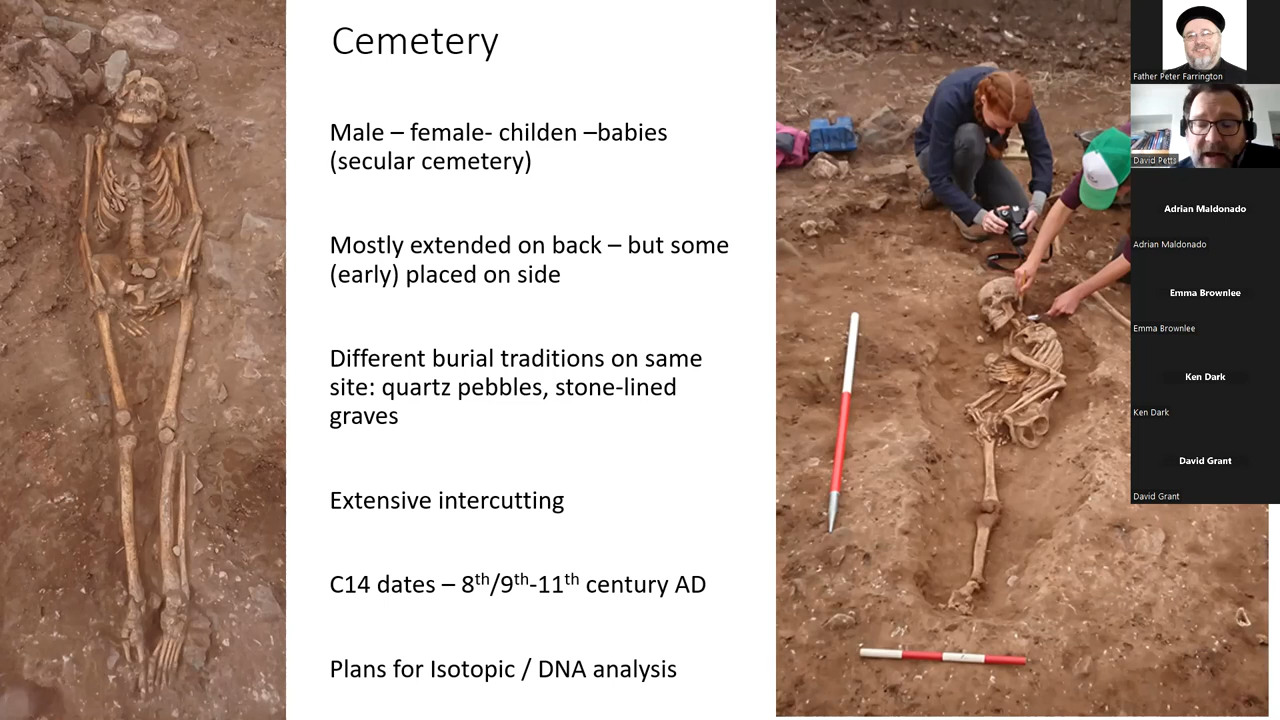 Cemetery
Male – female- childen –babies
(secular cemetery)
Mostly extended on back – but some
(early) placed on side
Different burial traditions on same
site: quartz pebbles, stone-lined
graves
Extensive intercutting
C14 dates – 8th/9th-11th century AD
Plans for Isotopic / DNA analysis
Father Peter Farrington
David Petts
Adrian Maldonado
Adrian Maldonado
Emma Brownlee
Emma Brownlee
Ken Dark
Ken Dark
David Grant
David Grant